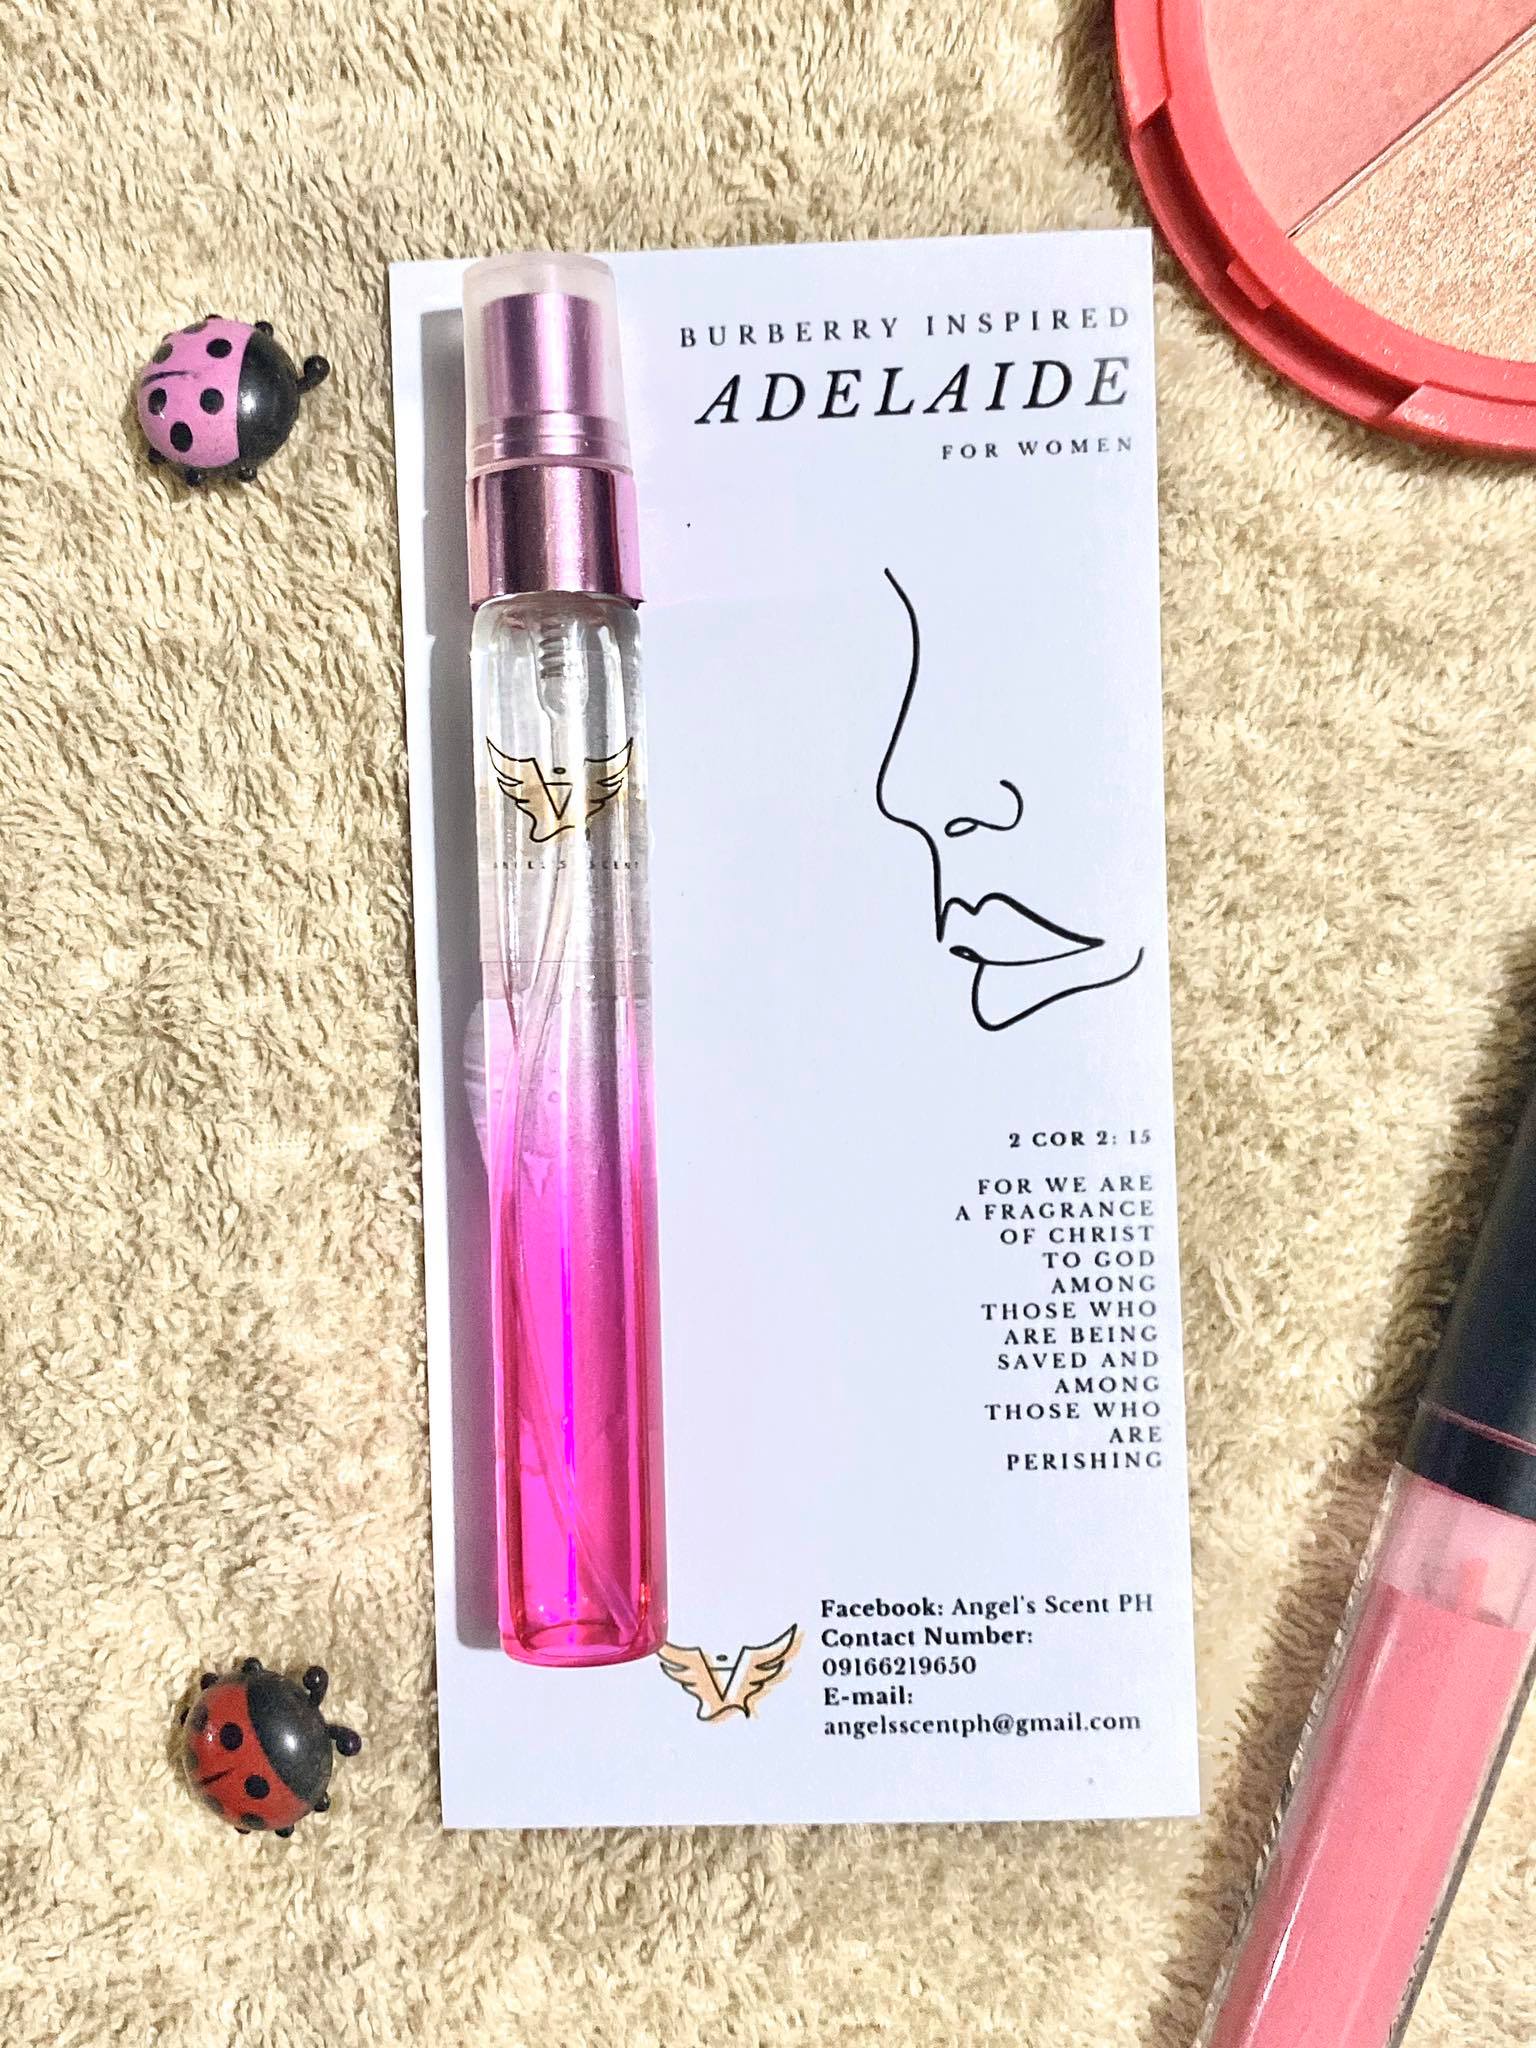 BURBERRY INSPIRED
ADELAIDE
FOR WOMEN
ANGEL'S SCENT
2 COR 2: 15
FOR WE ARE
A FRAGRANCE
OF CHRIST
TO GOD
AMONG
THOSE WHO
ARE BEING
SAVED AND
AMONG
THOSE WHO
ARE
PERISHING
Facebook: Angel's Scent PH
Contact Number:
09166219650
E-mail:
angelsscentph@gmail.com